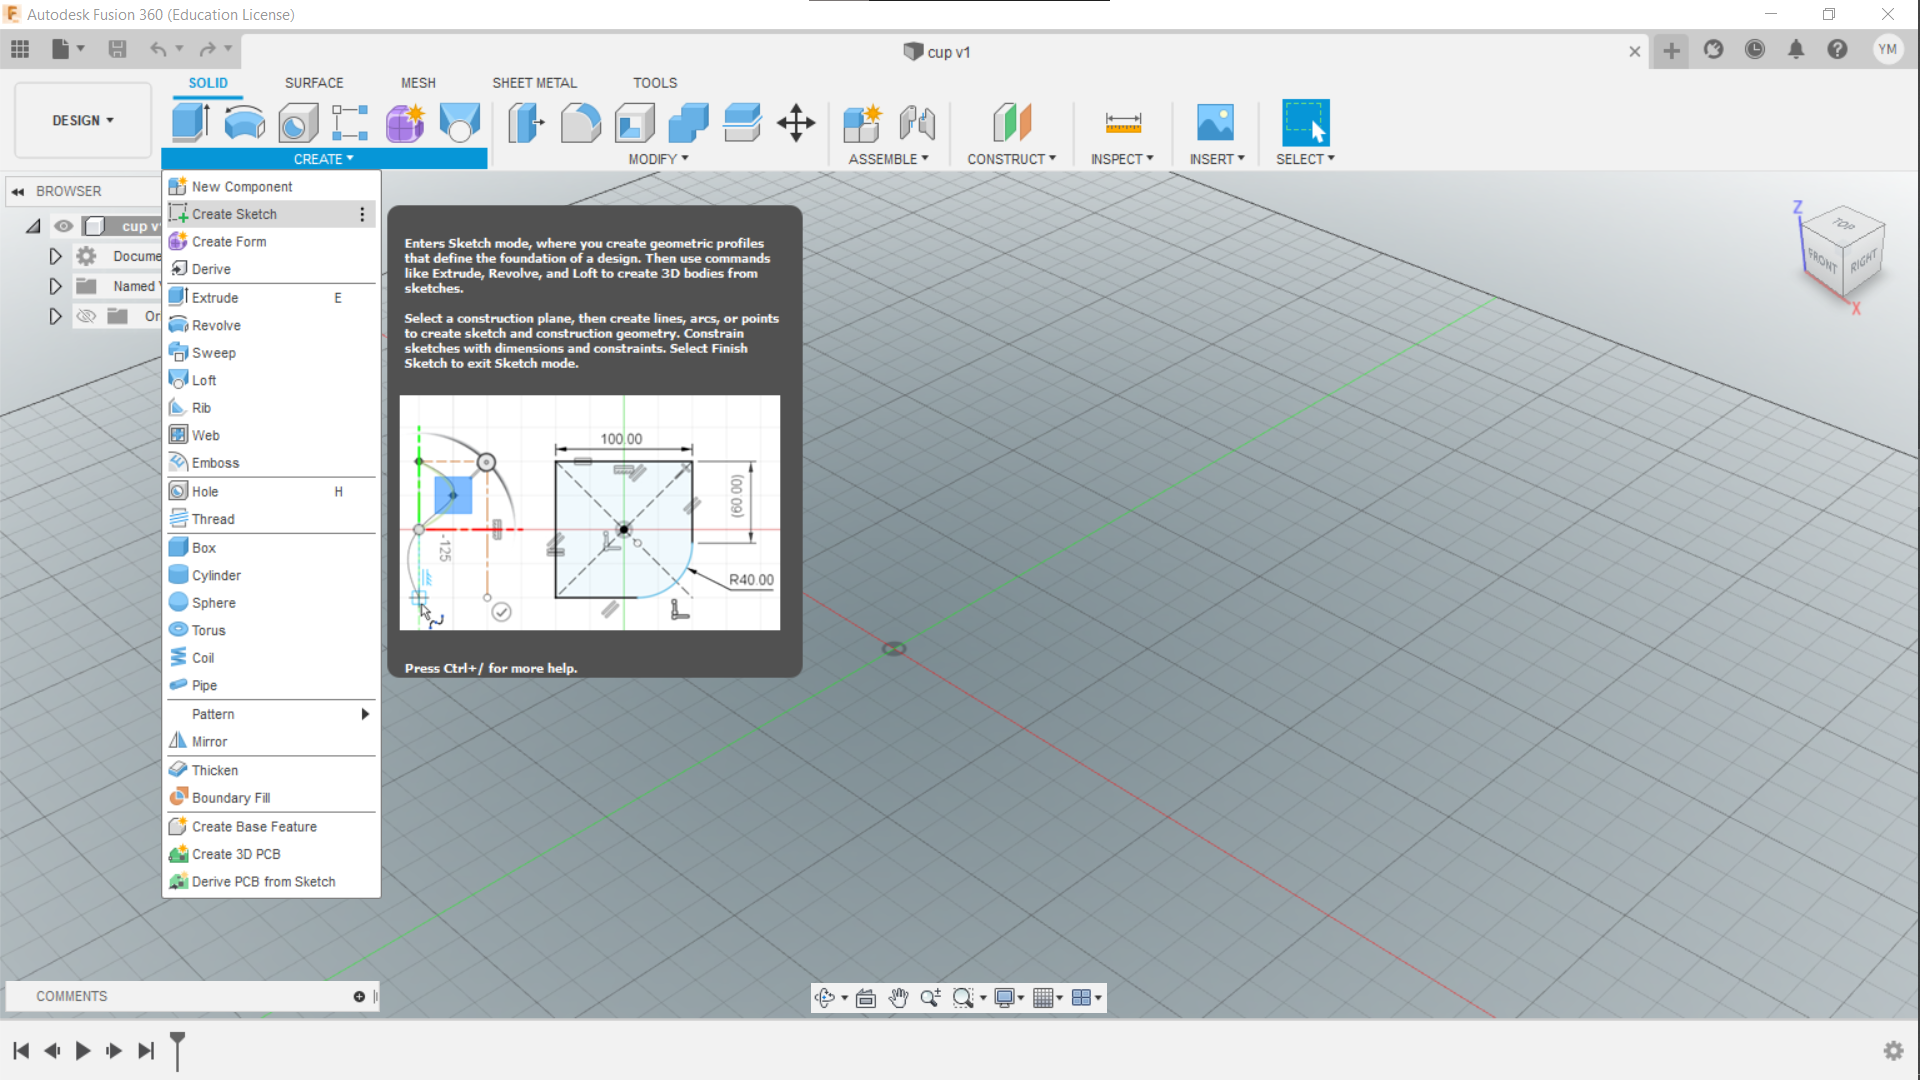 Autodesk Fusion 360 (Education License)
cup v1
YM
SOLID
SURFACE
MESH
SHEET METAL
TOOLS
DESIGN
CREATE
MODIFY
ASSEMBLE
CONSTRUCT
INSPECT
INSERT
SELECT
BROWSER
cup v
Docume
Named
Or
New Component
Create Sketch
Create Form
Derive
Extrude E
Revolve
Sweep
Loft
Rib
Web
Emboss
Hole H
Thread
Box
Cylinder
Sphere
Torus
Coil
Pipe
Pattern
Mirror
Thicken
Boundary Fill
Create Base Feature
Create 3D PCB
Derive PCB from Sketch
Enters Sketch mode, where you create geometric profiles
that define the foundation of a design. Then use commands
like Extrude, Revolve, and Loft to create 3D bodies from
sketches.
Select a construction plane, then create lines, arcs, or points
to create sketch and construction geometry. Constrain
sketches with dimensions and constraints. Select Finish
Sketch to exit Sketch mode.
100.00
(60.00)
-125
R40.00
Press Ctrl+/ for more help.
Z
TOP
FRONT
RIGHT
X
COMMENTS